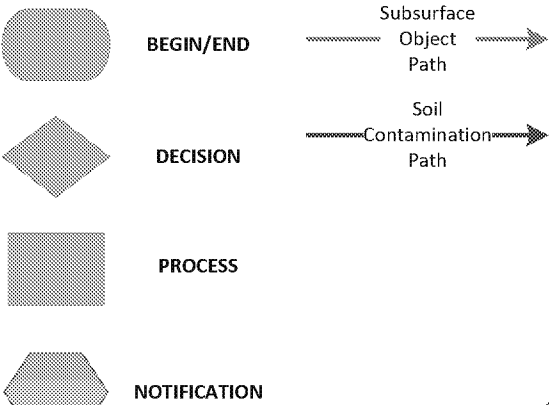 BEGIN/END
Subsurface
Object
Path
DECISION
Soil
Contamination
Path
PROCESS
NOTIFICATION